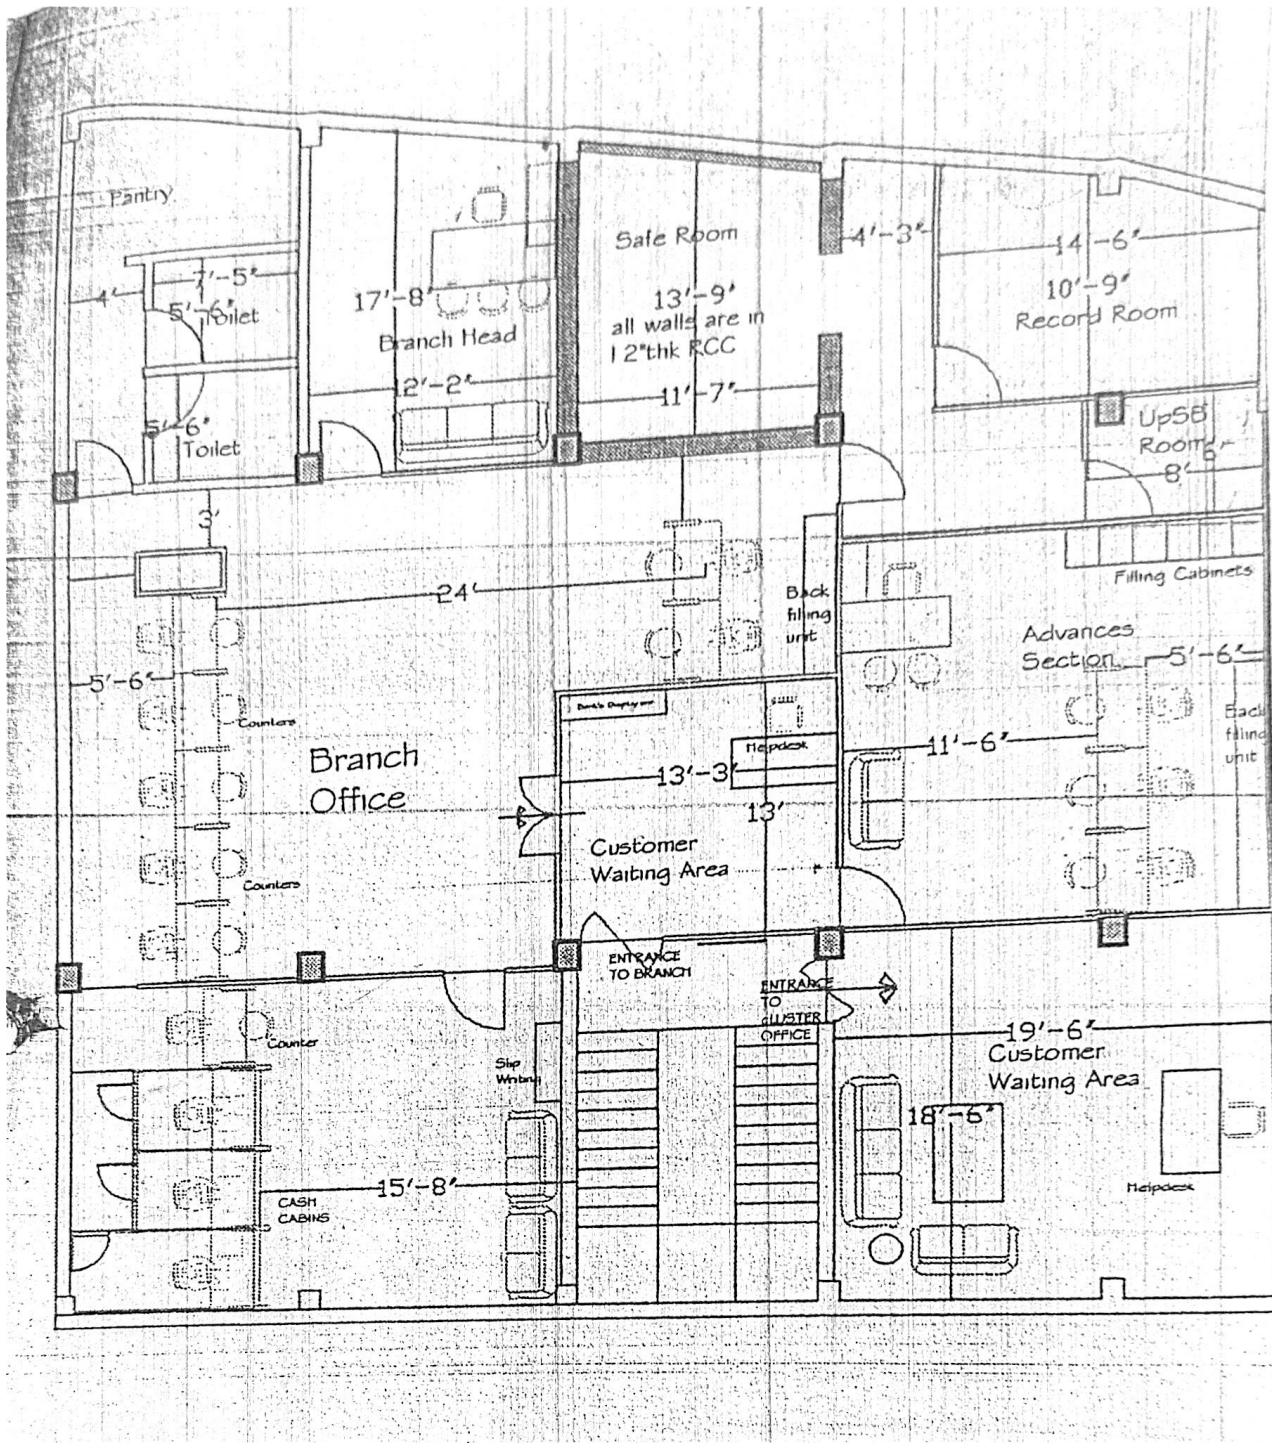 Pantry
4'
7'-5"
5'-6"
Toilet
5'-6"
Toilet
17'-8"
Branch Head
12'-2"
Safe Room
13'-9"
all walls are in
12"thk RCC
11'-7"
4'-3"
14'-6"
10'-9"
Record Room
UpSB
Room
6'-
8'
3'
24'
5'-6"
Counters
Branch
Office
Counters
Back
filling
unit
Filling Cabinets
Advances
Section
5'-6"
11'-6"
Back
filling
unit
Helpdesk
13'-3"
13'
Customer
Waiting Area
ENTRANCE
TO BRANCH
ENTRANCE
TO
CLUSTER
OFFICE
Counter
Slip
Writing
CASH
CABINS
15'-8"
19'-6"
Customer
Waiting Area
18'-6"
Helpdesk